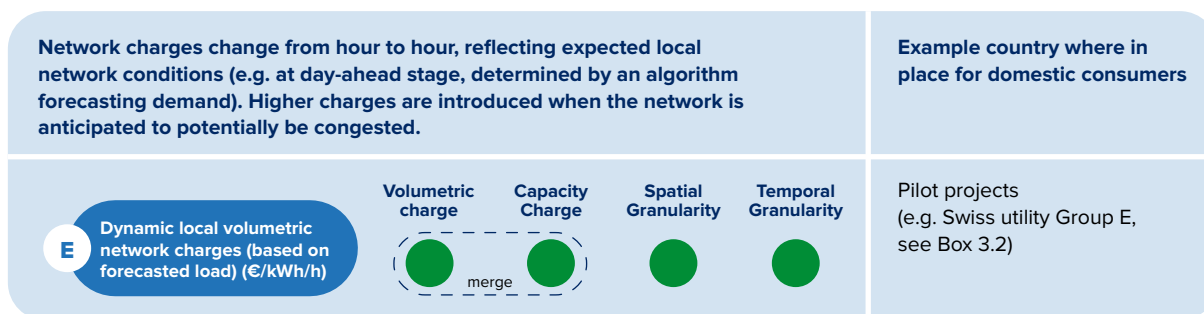 Network charges change from hour to hour, reflecting expected local
network conditions (e.g. at day-ahead stage, determined by an algorithm
forecasting demand). Higher charges are introduced when the network is
anticipated to potentially be congested.
Example country where in
place for domestic consumers
E
Dynamic local volumetric
network charges (based on
forecasted load) (€/kWh/h)
Volumetric
charge
Capacity
Charge
Spatial
Granularity
Temporal
Granularity
merge
Pilot projects
(e.g. Swiss utility Group E,
see Box 3.2)